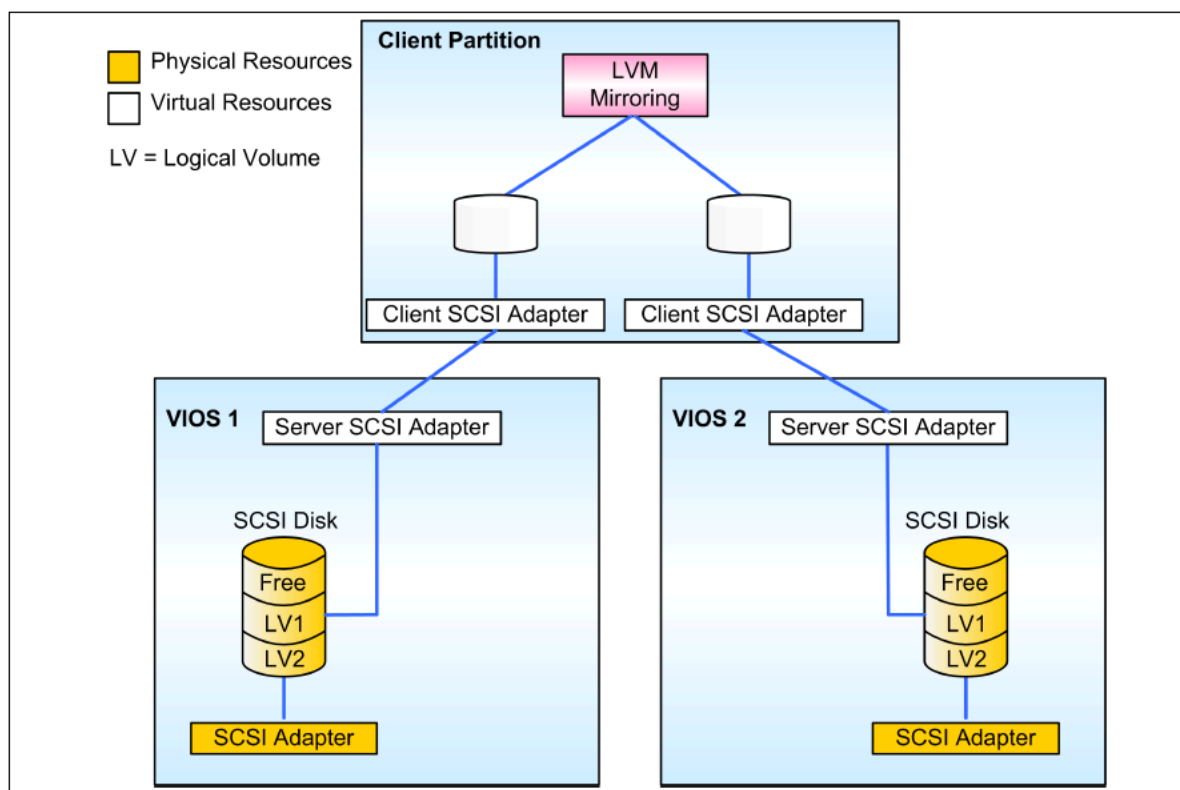 Client Partition
Physical Resources
Virtual Resources
LV = Logical Volume
LVM
Mirroring
Client SCSI Adapter
Client SCSI Adapter
VIOS 1
Server SCSI Adapter
SCSI Disk
Free
LV1
LV2
SCSI Adapter
VIOS 2
Server SCSI Adapter
SCSI Disk
Free
LV1
LV2
SCSI Adapter